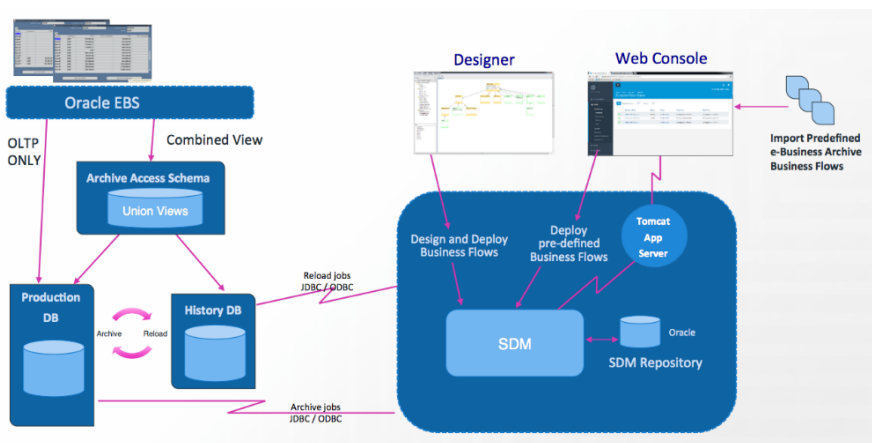 Designer
Web Console
Oracle EBS
Import Predefined
e-Business Archive
Business Flows
OLTP
ONLY
Combined View
Archive Access Schema
Union Views
Design and Deploy
Business Flows
Deploy
pre-defined
Business Flows
Tomcat
App
Server
Reload jobs
JDBC / ODBC
Production
DB
History DB
Archive
Reload
SDM
Oracle
SDM Repository
Archive jobs
JDBC / ODBC